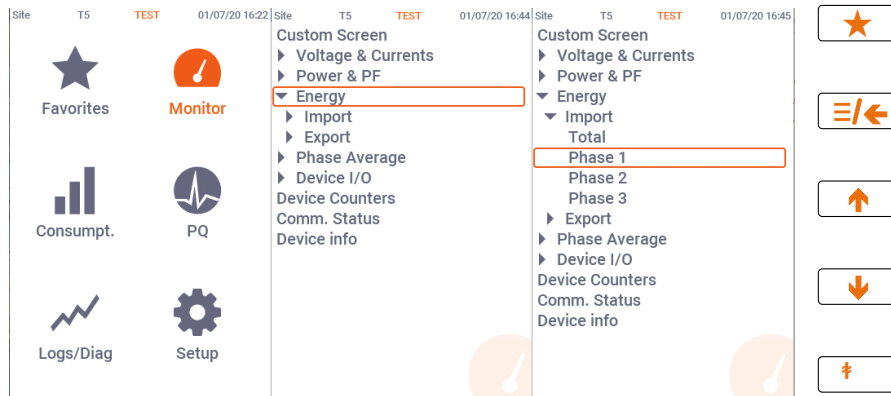 Site T5 TEST 01/07/20 16:22
Favorites Monitor
Consumpt. PQ
Logs/Diag Setup
Site T5 TEST 01/07/20 16:44
Custom Screen
Voltage & Currents
Power & PF
Energy
Import
Export
Phase Average
Device I/O
Device Counters
Comm. Status
Device info
Site T5 TEST 01/07/20 16:45
Custom Screen
Voltage & Currents
Power & PF
Energy
Import
Total
Phase 1
Phase 2
Phase 3
Export
Phase Average
Device I/O
Device Counters
Comm. Status
Device info